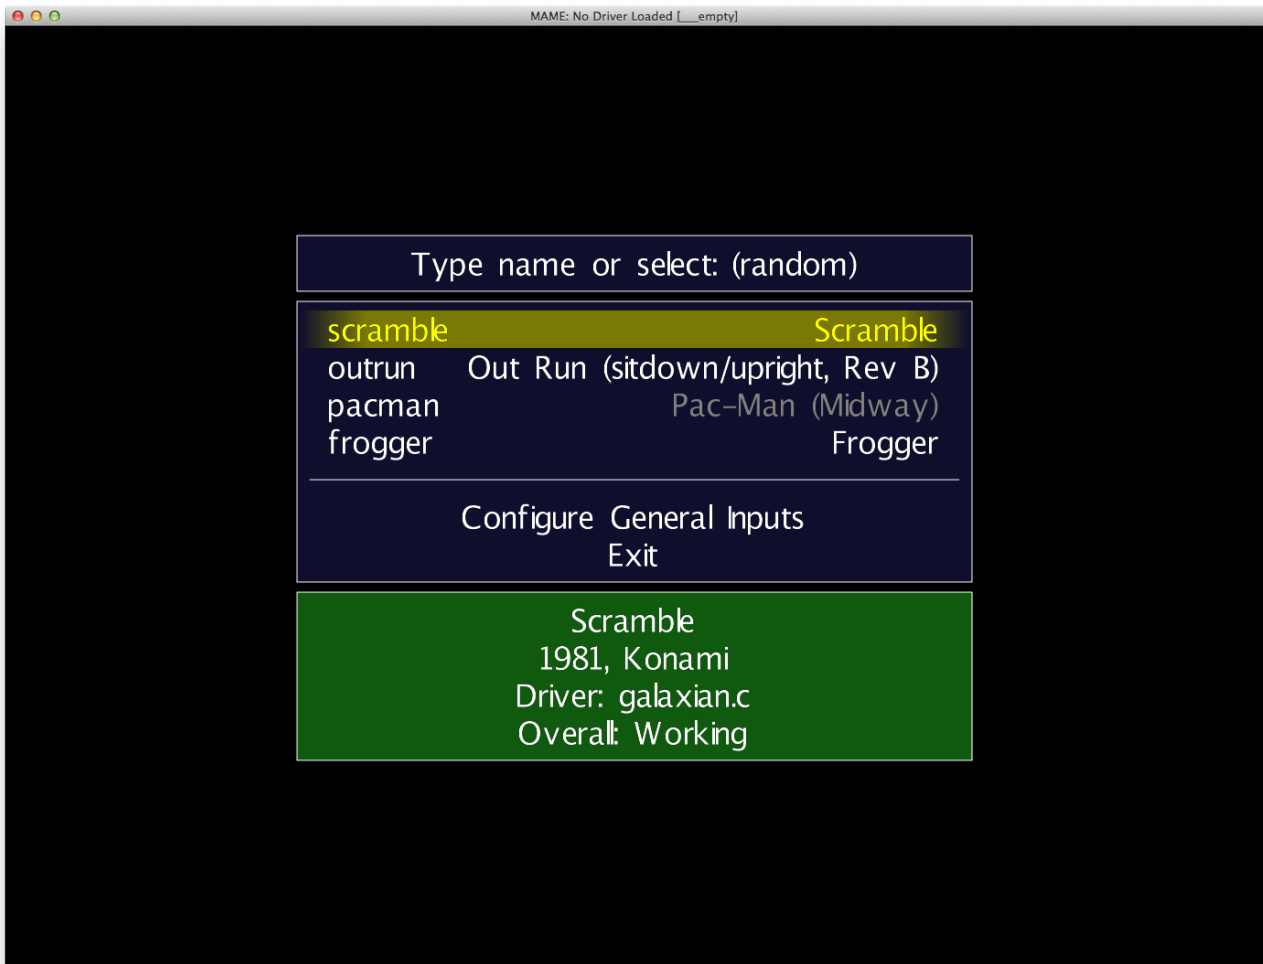 MAME: No Driver Loaded [___empty]
Type name or select: (random)
scramble Scramble
outrun Out Run (sitdown/upright, Rev B)
pacman Pac-Man (Midway)
frogger Frogger
Configure General Inputs
Exit
Scramble
1981, Konami
Driver: galaxian.c
Overall: Working